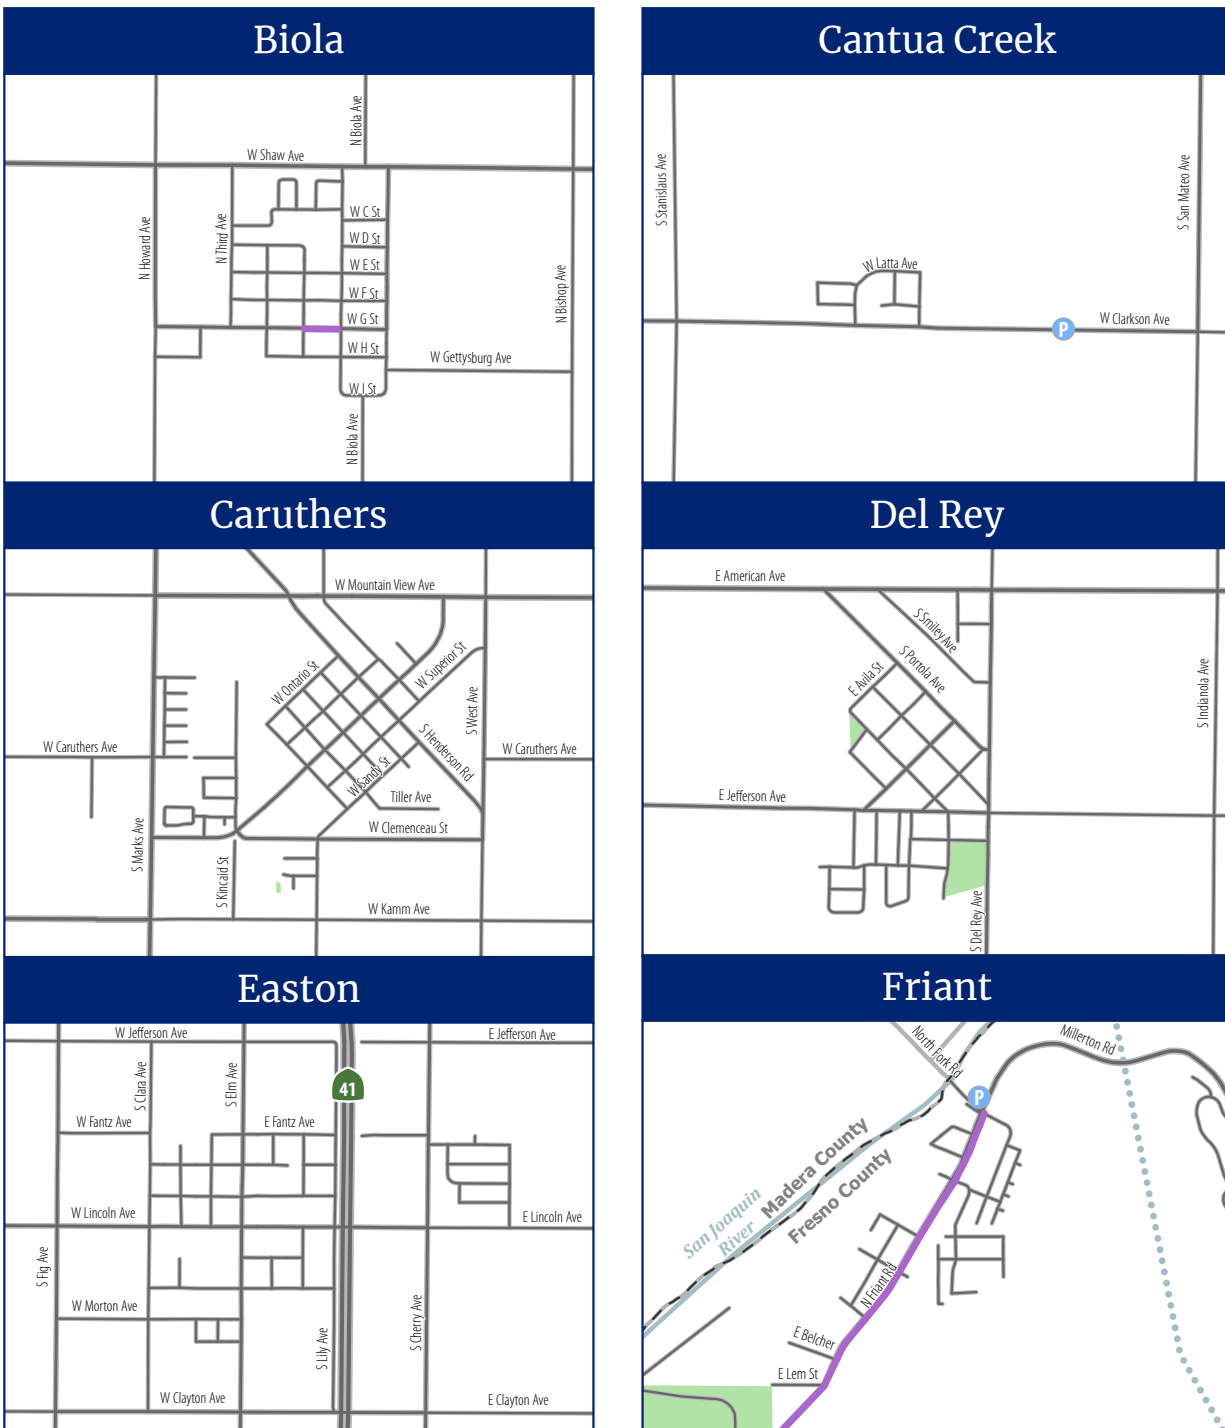 Biola
N Biola Ave
W Shaw Ave
N Howard Ave
N Third Ave
W C St
W D St
W E St
W F St
W G St
W H St
W I St
N Bishop Ave
W Gettysburg Ave
N Biola Ave
Cantua Creek
S Stanislaus Ave
S San Mateo Ave
W Latta Ave
W Clarkson Ave
P
Caruthers
W Mountain View Ave
W Ontario St
W Superior St
S West Ave
S Henderson Rd
W Caruthers Ave
W Caruthers Ave
W Sandy St
Tiller Ave
W Clemenceau St
S Marks Ave
S Kincaid St
W Kamm Ave
Del Rey
E American Ave
S Smiley Ave
S Portola Ave
E Avila St
S Indianola Ave
E Jefferson Ave
S Del Rey Ave
Easton
W Jefferson Ave
E Jefferson Ave
41
S Clara Ave
S Elm Ave
W Fantz Ave
E Fantz Ave
W Lincoln Ave
E Lincoln Ave
S Fig Ave
W Morton Ave
S Lily Ave
S Cherry Ave
W Clayton Ave
E Clayton Ave
Friant
North Fork Rd
Millerton Rd
P
Madera County
Fresno County
San Joaquin
River
N Friant Rd
E Belcher
E Lem St